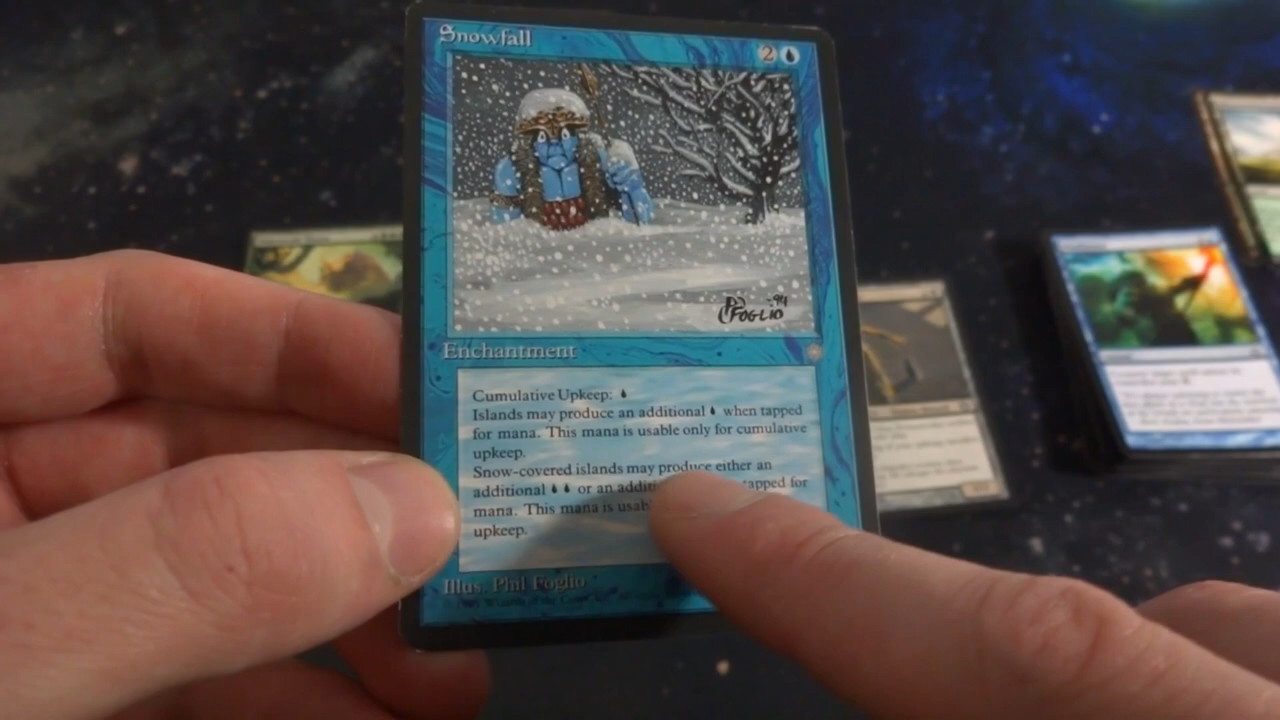 Snowfall
2
FOGLIO '94
Enchantment
Cumulative Upkeep:
Islands may produce an additional when tapped
for mana. This mana is usable only for cumulative
upkeep.
Snow-covered islands may produce either an
additional or an additi tapped for
mana. This mana is usabl
upkeep.
Illus. Phil Foglio